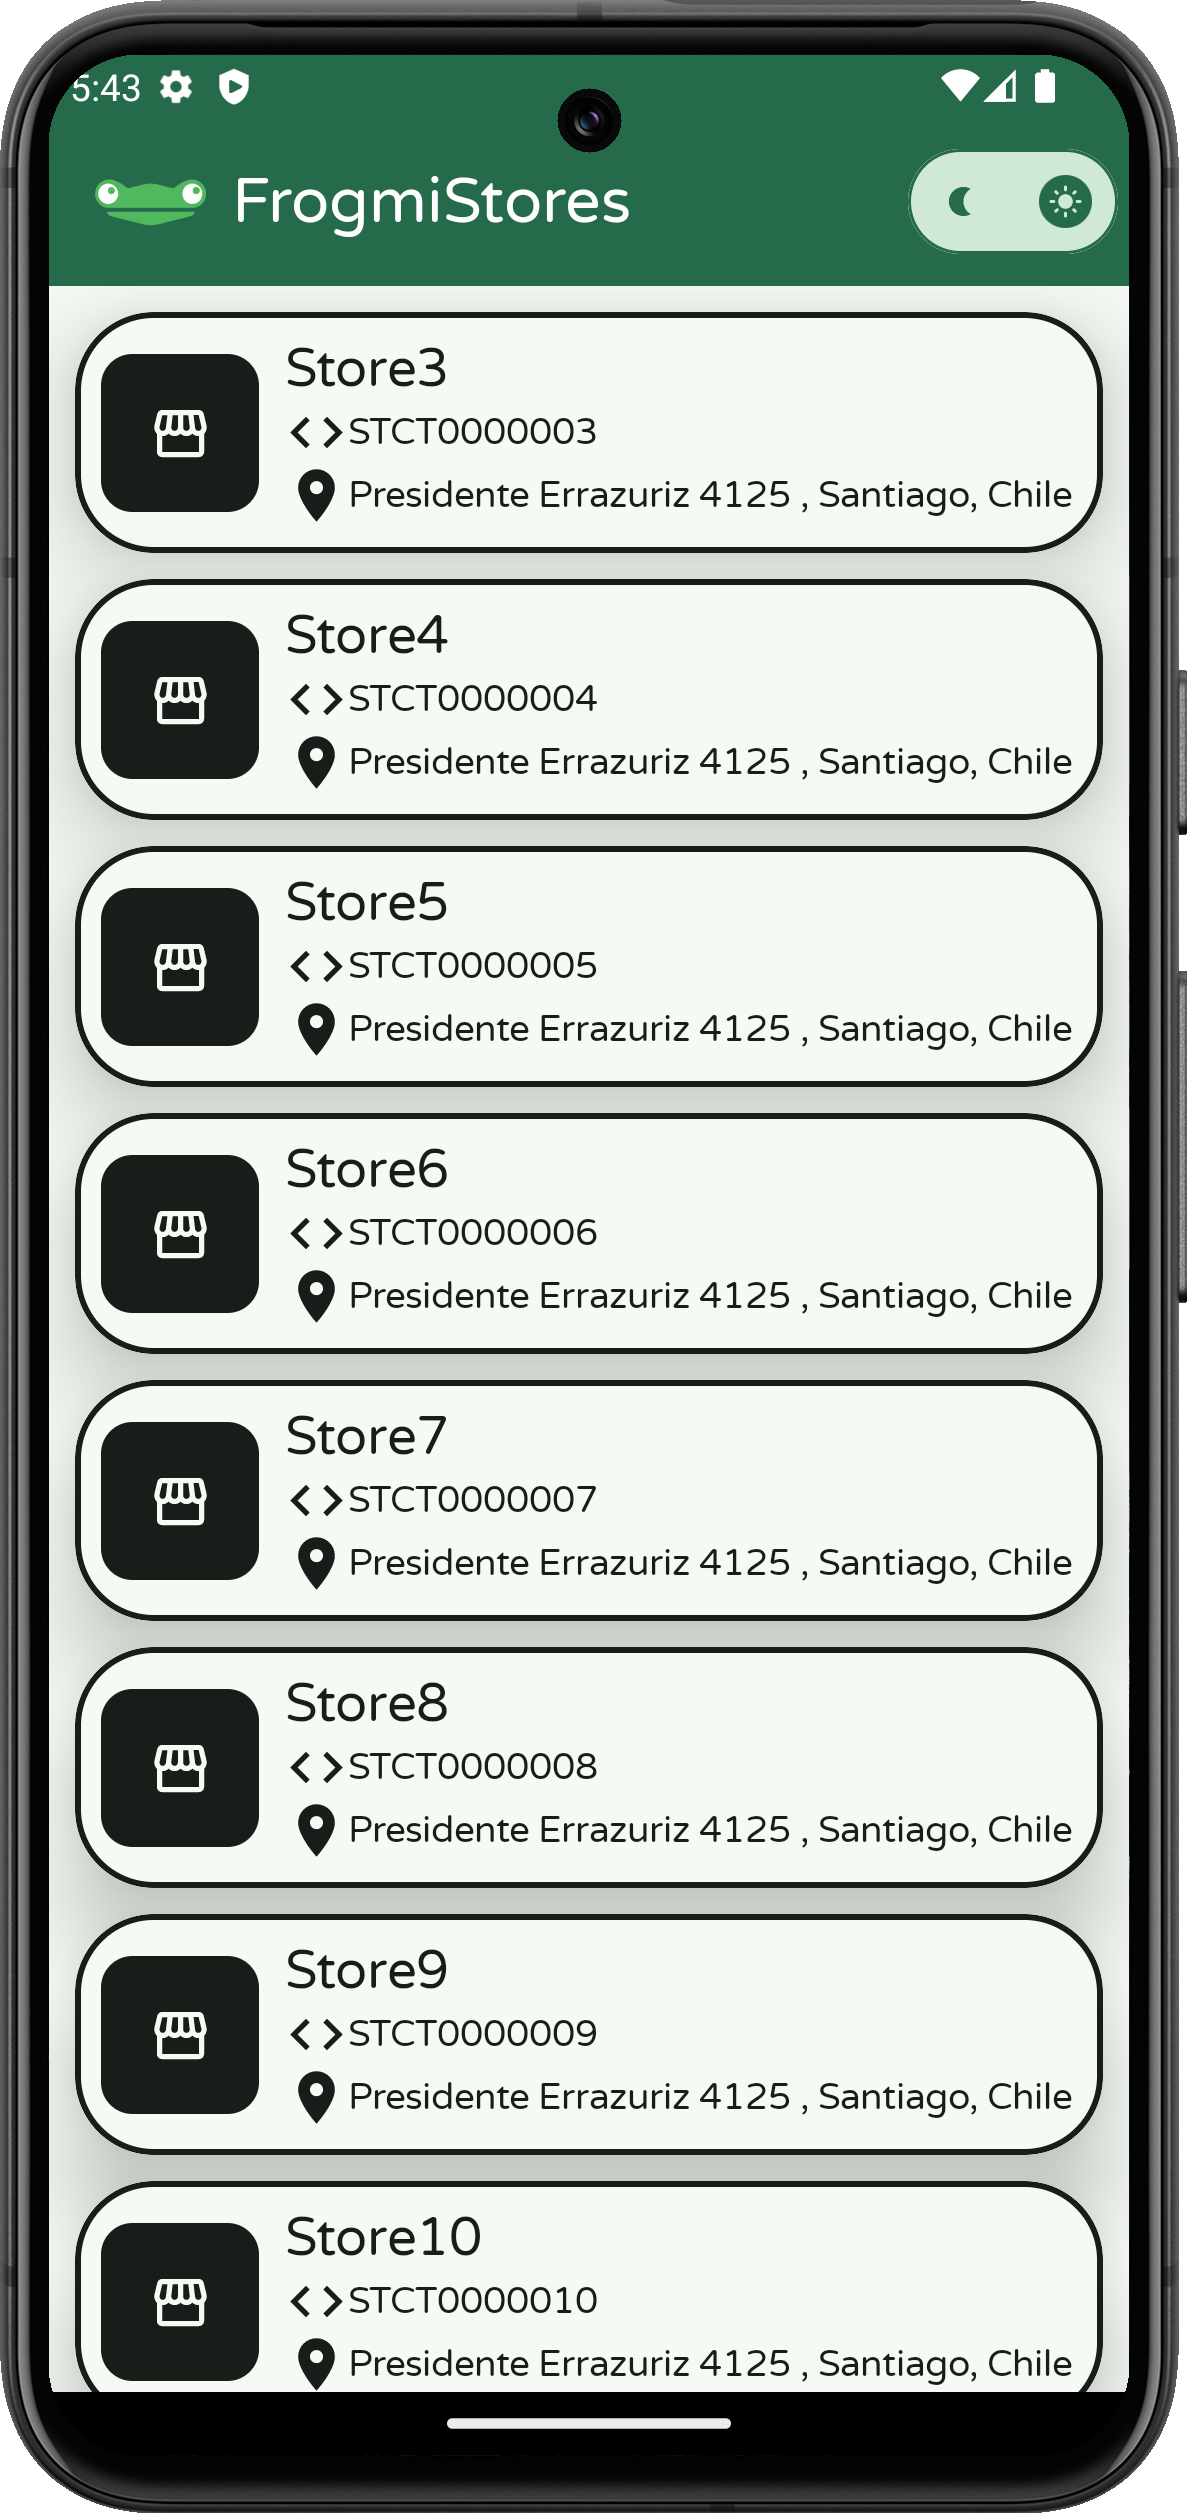 5:43
FrogmiStores
Store3
STCT0000003
Presidente Errazuriz 4125 , Santiago, Chile
Store4
STCT0000004
Presidente Errazuriz 4125 , Santiago, Chile
Store5
STCT0000005
Presidente Errazuriz 4125 , Santiago, Chile
Store6
STCT0000006
Presidente Errazuriz 4125 , Santiago, Chile
Store7
STCT0000007
Presidente Errazuriz 4125 , Santiago, Chile
Store8
STCT0000008
Presidente Errazuriz 4125 , Santiago, Chile
Store9
STCT0000009
Presidente Errazuriz 4125 , Santiago, Chile
Store10
STCT0000010
Presidente Errazuriz 4125 , Santiago, Chile